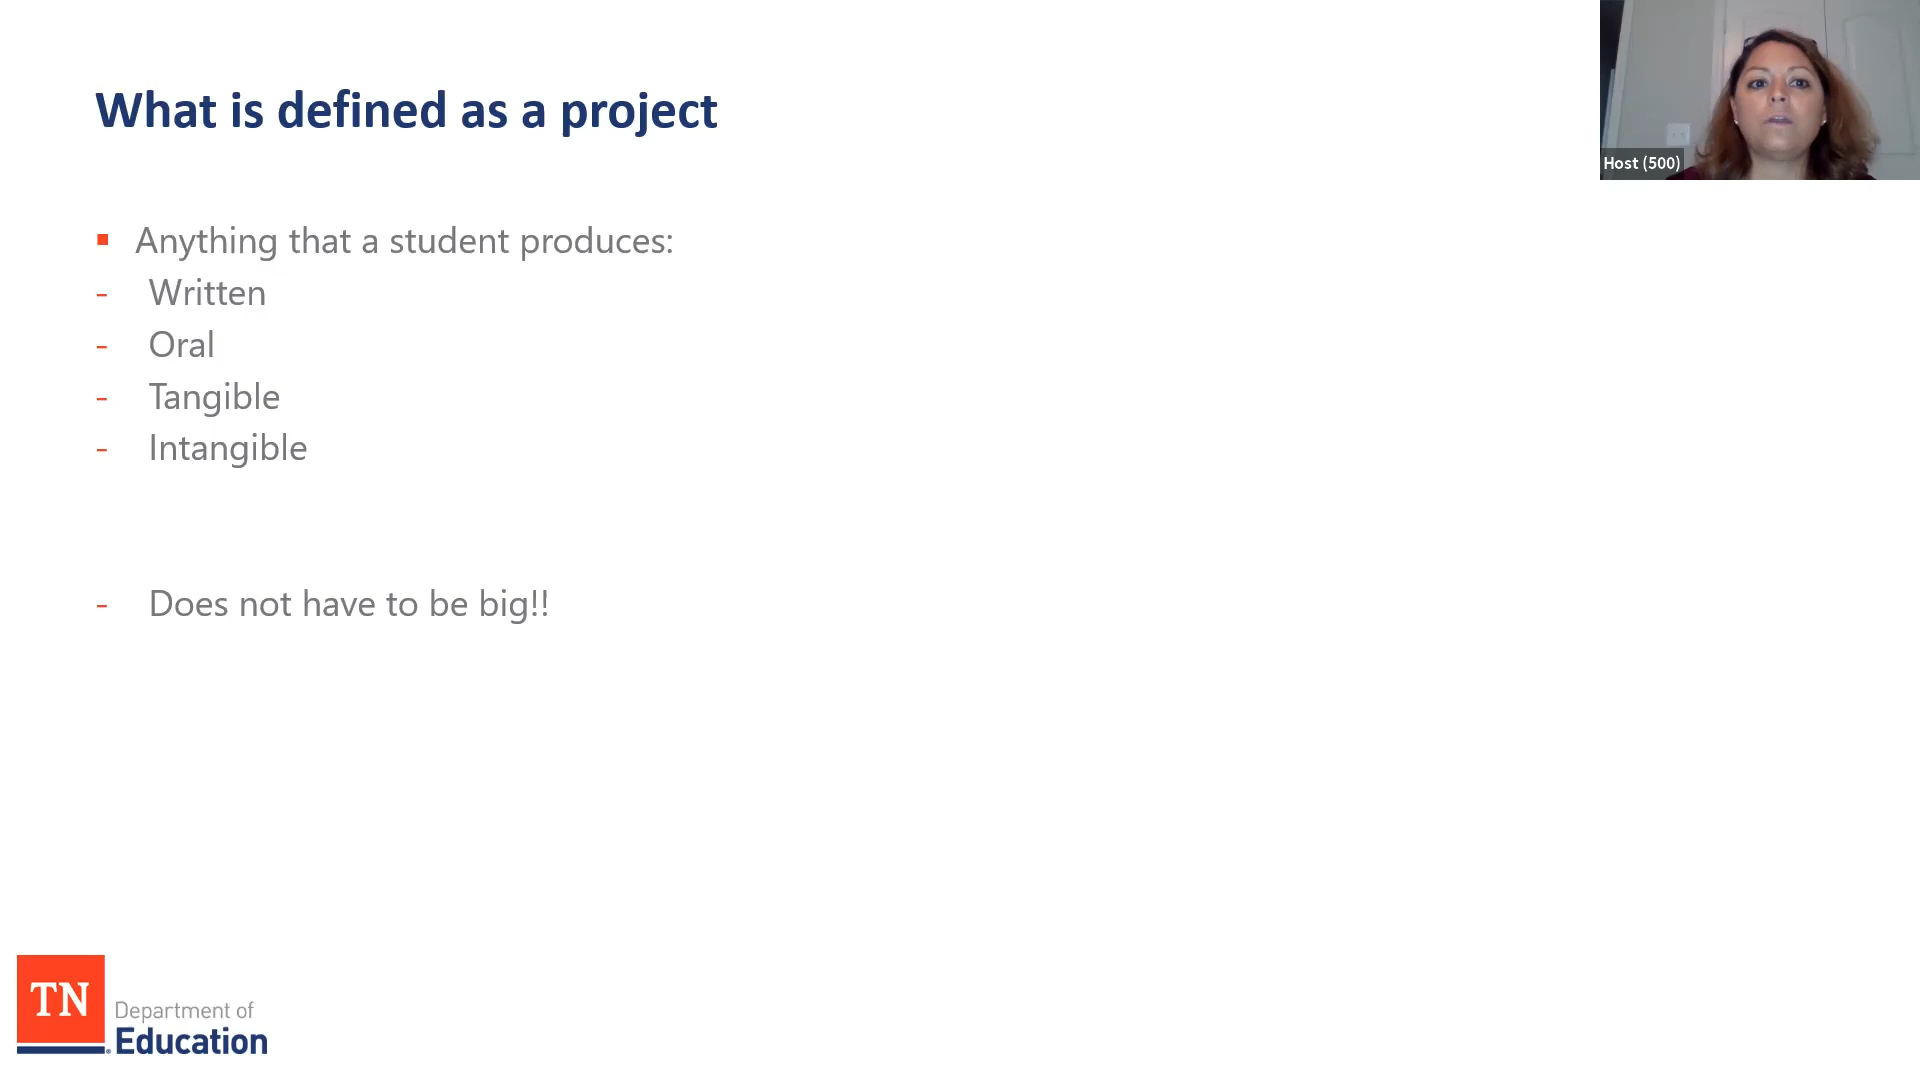 What is defined as a project
Host (500)
▪ Anything that a student produces:
- Written
- Oral
- Tangible
- Intangible
- Does not have to be big!!
TN
Department of
Education